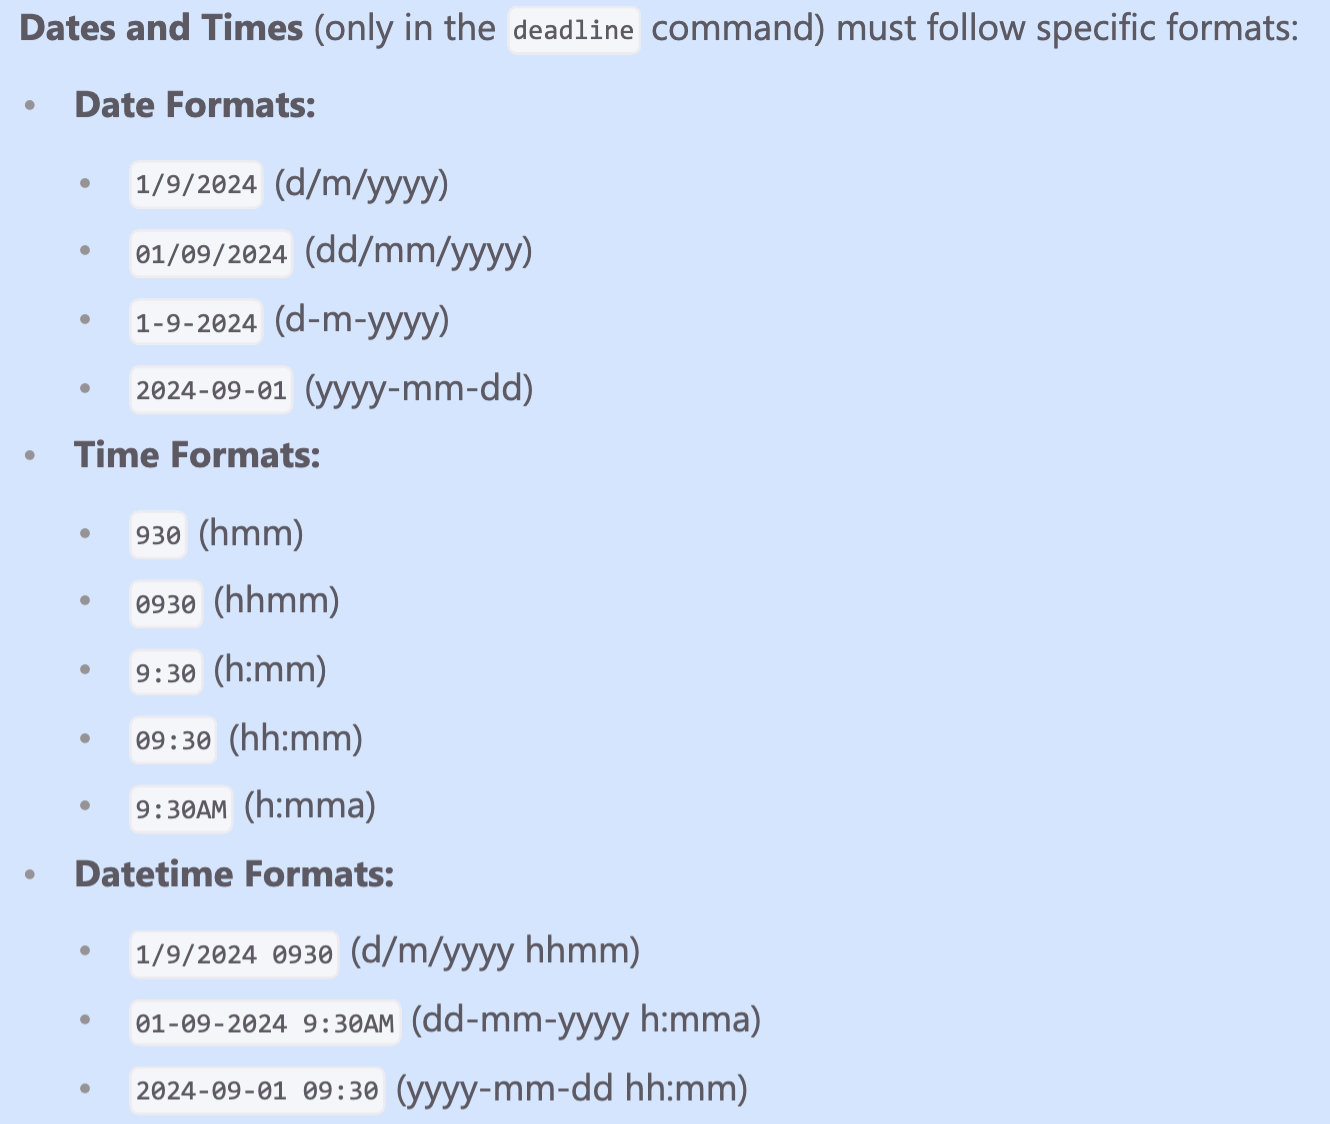 Dates and Times (only in the deadline command) must follow specific formats:
• Date Formats:
• 1/9/2024 (d/m/yyyy)
• 01/09/2024 (dd/mm/yyyy)
• 1-9-2024 (d-m-yyyy)
• 2024-09-01 (yyyy-mm-dd)
• Time Formats:
• 930 (hmm)
• 0930 (hhmm)
• 9:30 (h:mm)
• 09:30 (hh:mm)
• 9:30AM (h:mma)
• Datetime Formats:
• 1/9/2024 0930 (d/m/yyyy hhmm)
• 01-09-2024 9:30AM (dd-mm-yyyy h:mma)
• 2024-09-01 09:30 (yyyy-mm-dd hh:mm)